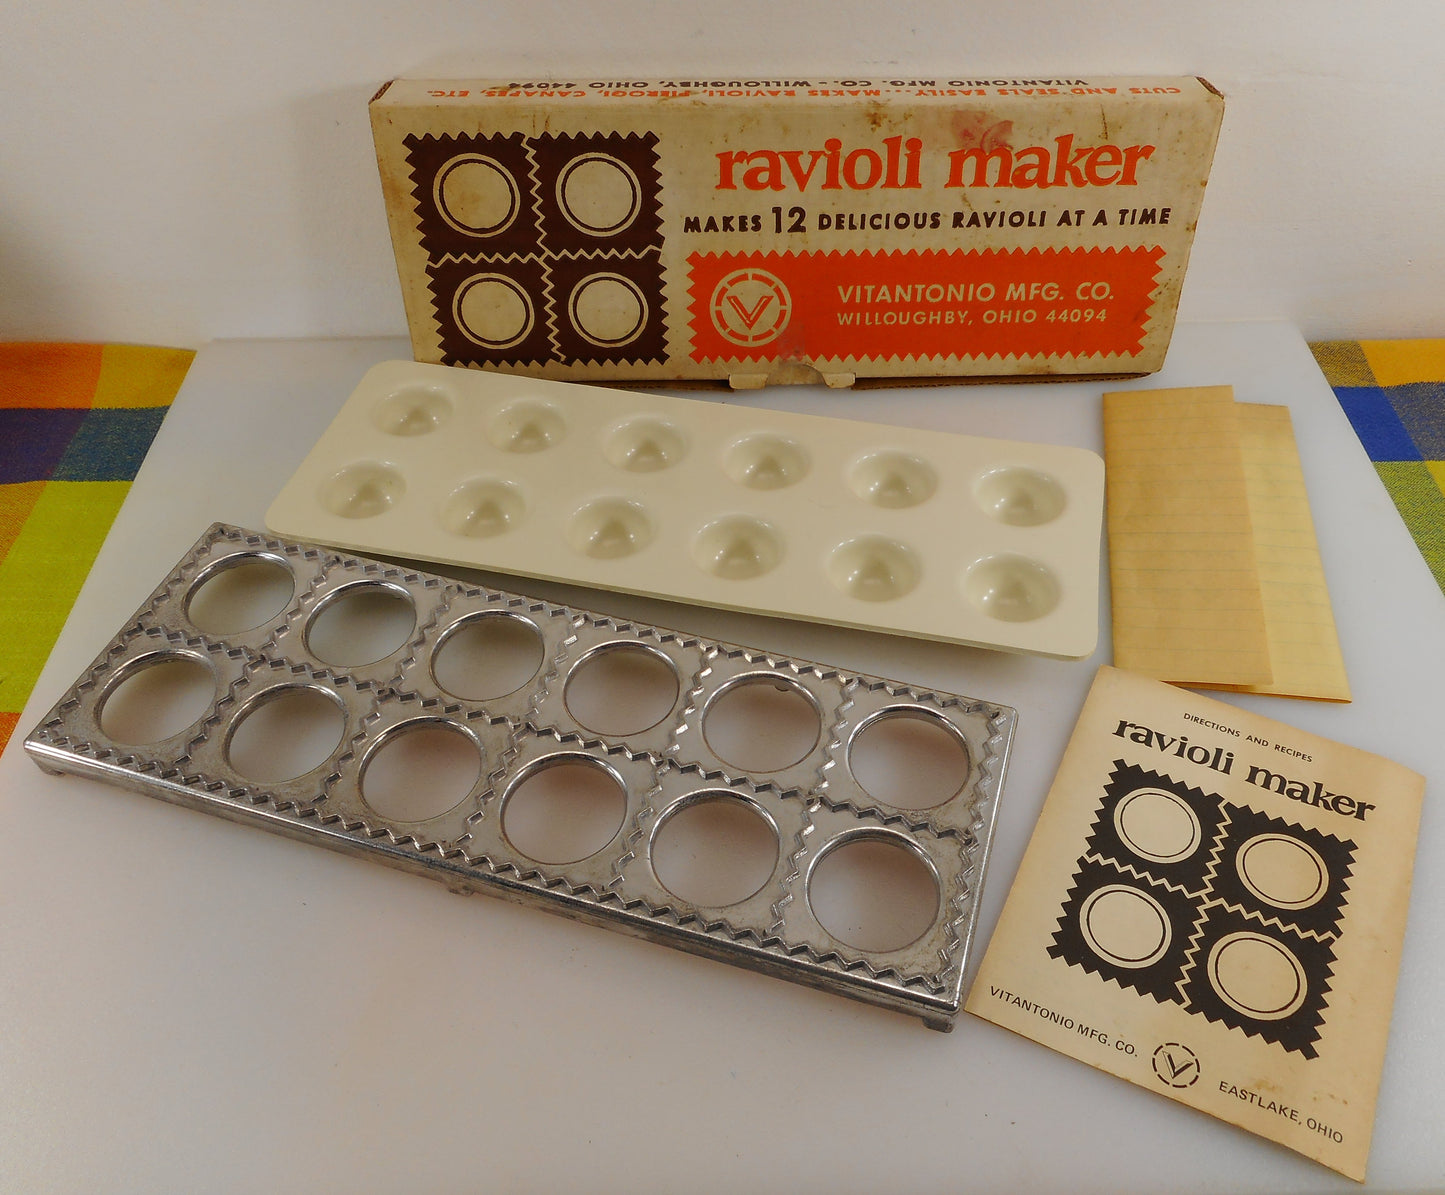 CUTS AND SEALS EASILY... MAKES RAVIOLI, PIEROGI, CANAPES, ETC.
VITANTONIO MFG. CO. - WILLOUGHBY, OHIO 44094
ravioli maker
MAKES 12 DELICIOUS RAVIOLI AT A TIME
V
VITANTONIO MFG. CO.
WILLOUGHBY, OHIO 44094
DIRECTIONS AND RECIPES
ravioli maker
VITANTONIO MFG. CO.
V
EASTLAKE, OHIO